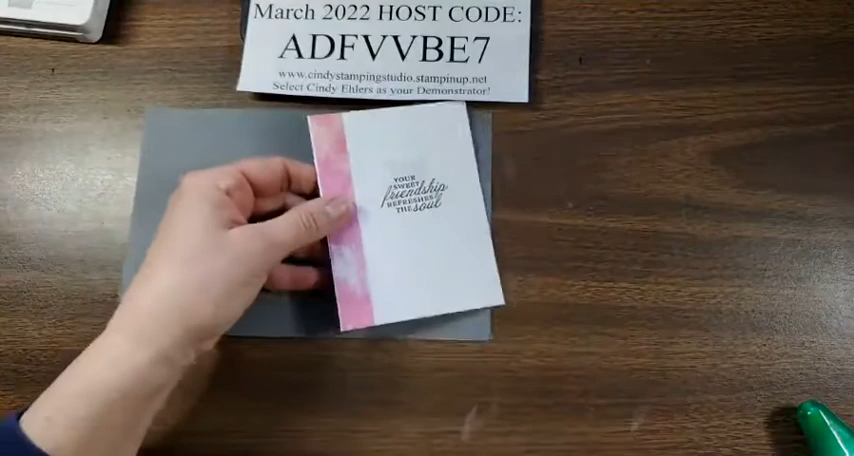 March 2022 HOST CODE:
ADFVVBE7
www.cindystampingstudio.stampinup.net
Select Cindy Ehlers as your Demonstrator!
YOUR
SWEET
friendship
REFRESHES
THE soul